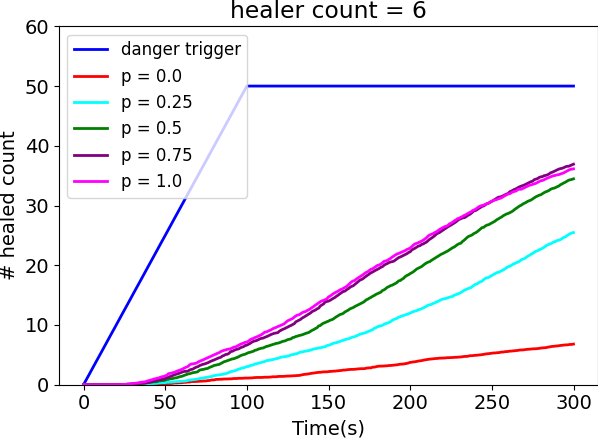 healer count = 6
danger trigger
p = 0.0
p = 0.25
p = 0.5
p = 0.75
p = 1.0
60
50
40
30
20
10
0
# healed count
0 50 100 150 200 250 300
Time(s)